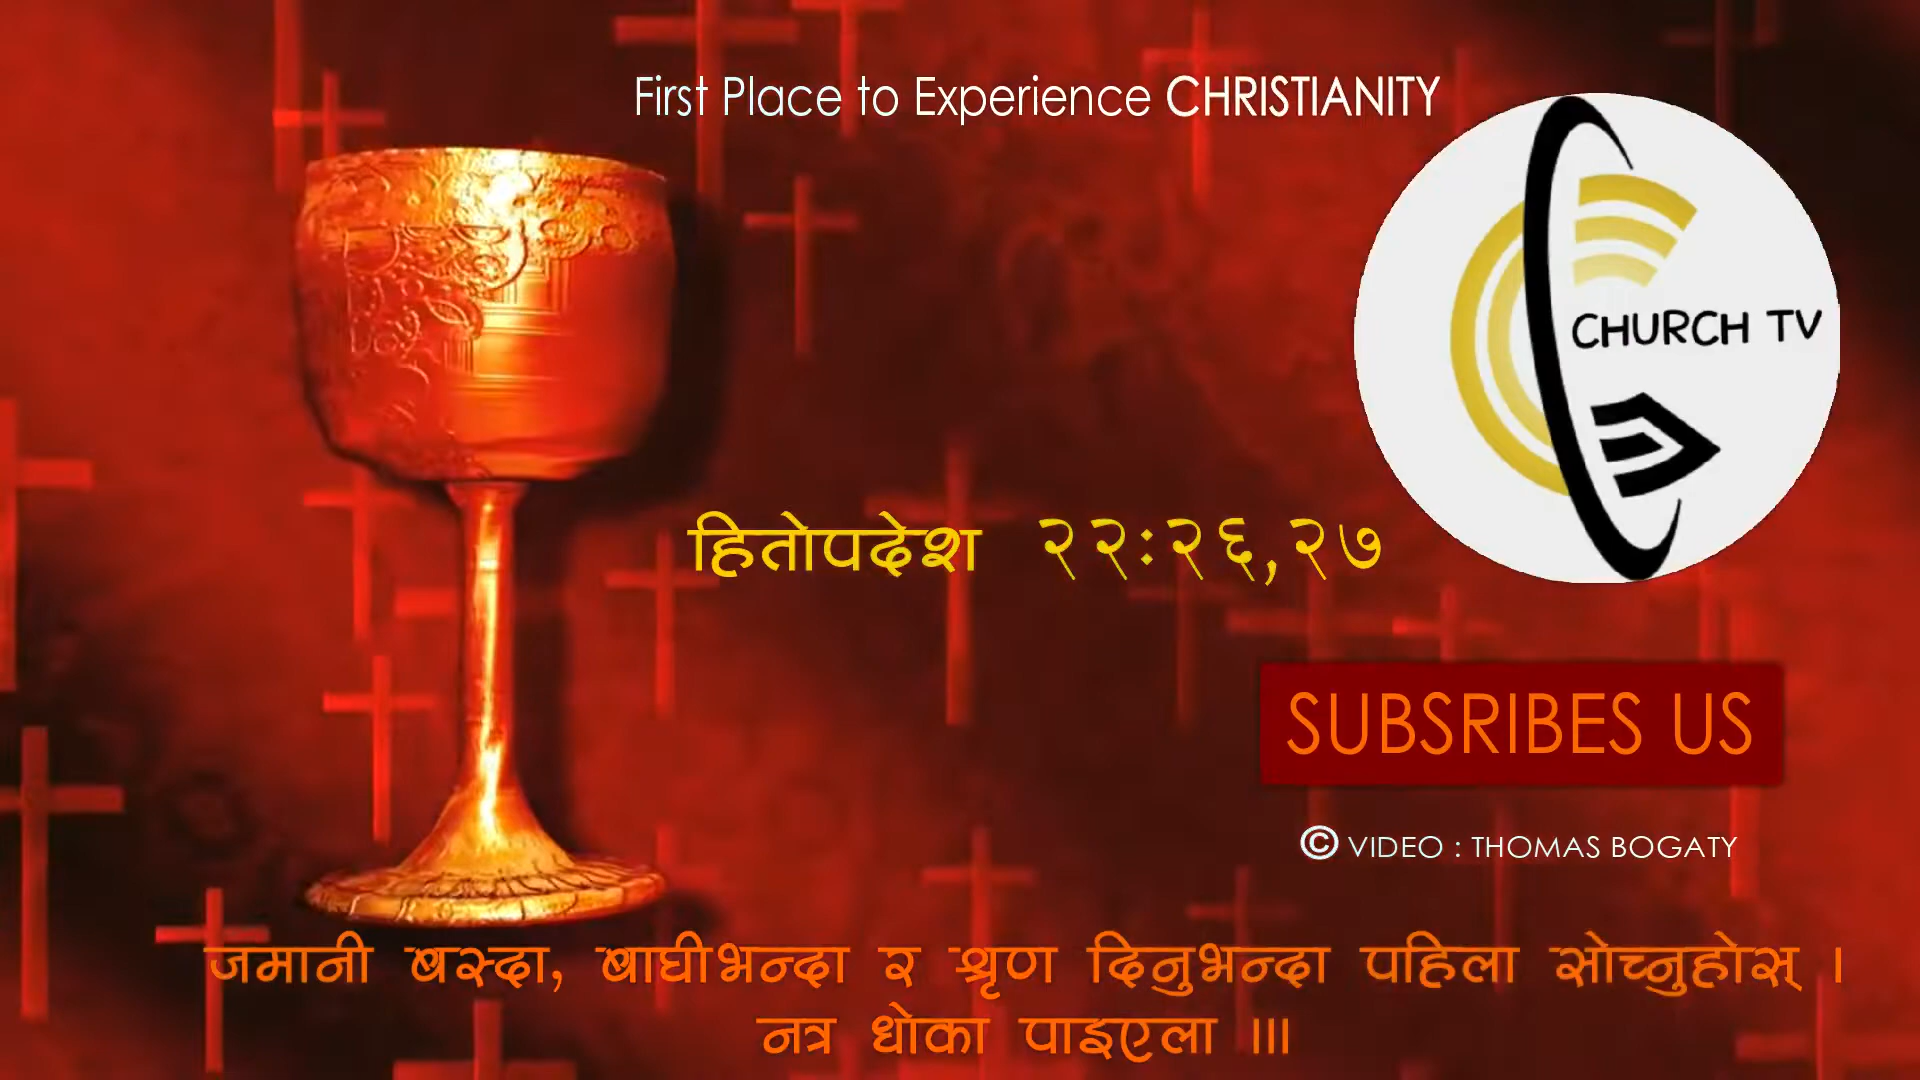 First Place to Experience CHRISTIANITY
CHURCH TV
हितोपदेश २२:२६,२७
SUBSRIBES US
© VIDEO : THOMAS BOGATY
जमानी बस्दा, बाघीभन्दा र श्रृण दिनुभन्दा पहिला सोच्नुहोस् ।
नत्र धोका पाइएला ।।।